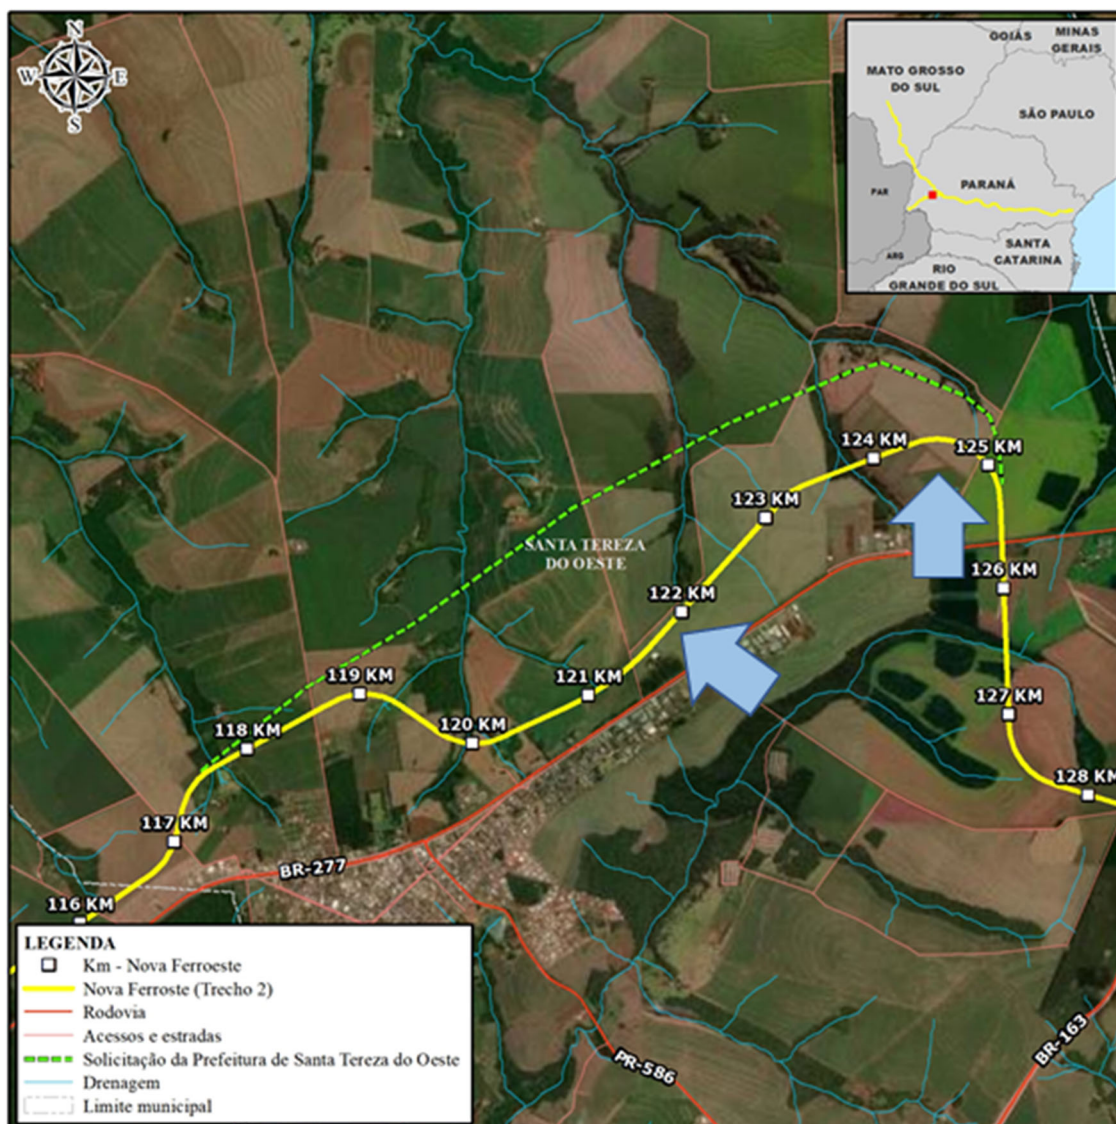 N
W
E
S
GOIÁS
MINAS
GERAIS
MATO GROSSO
DO SUL
SÃO PAULO
PAR
PARANÁ
ARG
SANTA
CATARINA
RIO
GRANDE DO SUL
124 KM
125 KM
123 KM
SANTA TEREZA
DO OESTE
126 KM
122 KM
121 KM
119 KM
127 KM
120 KM
118 KM
128 KM
117 KM
BR-277
116 KM
LEGENDA
Km - Nova Ferroeste
Nova Ferroste (Trecho 2)
Rodovia
Acessos e estradas
Solicitação da Prefeitura de Santa Tereza do Oeste
Drenagem
Limite municipal
PR-586
BR-163